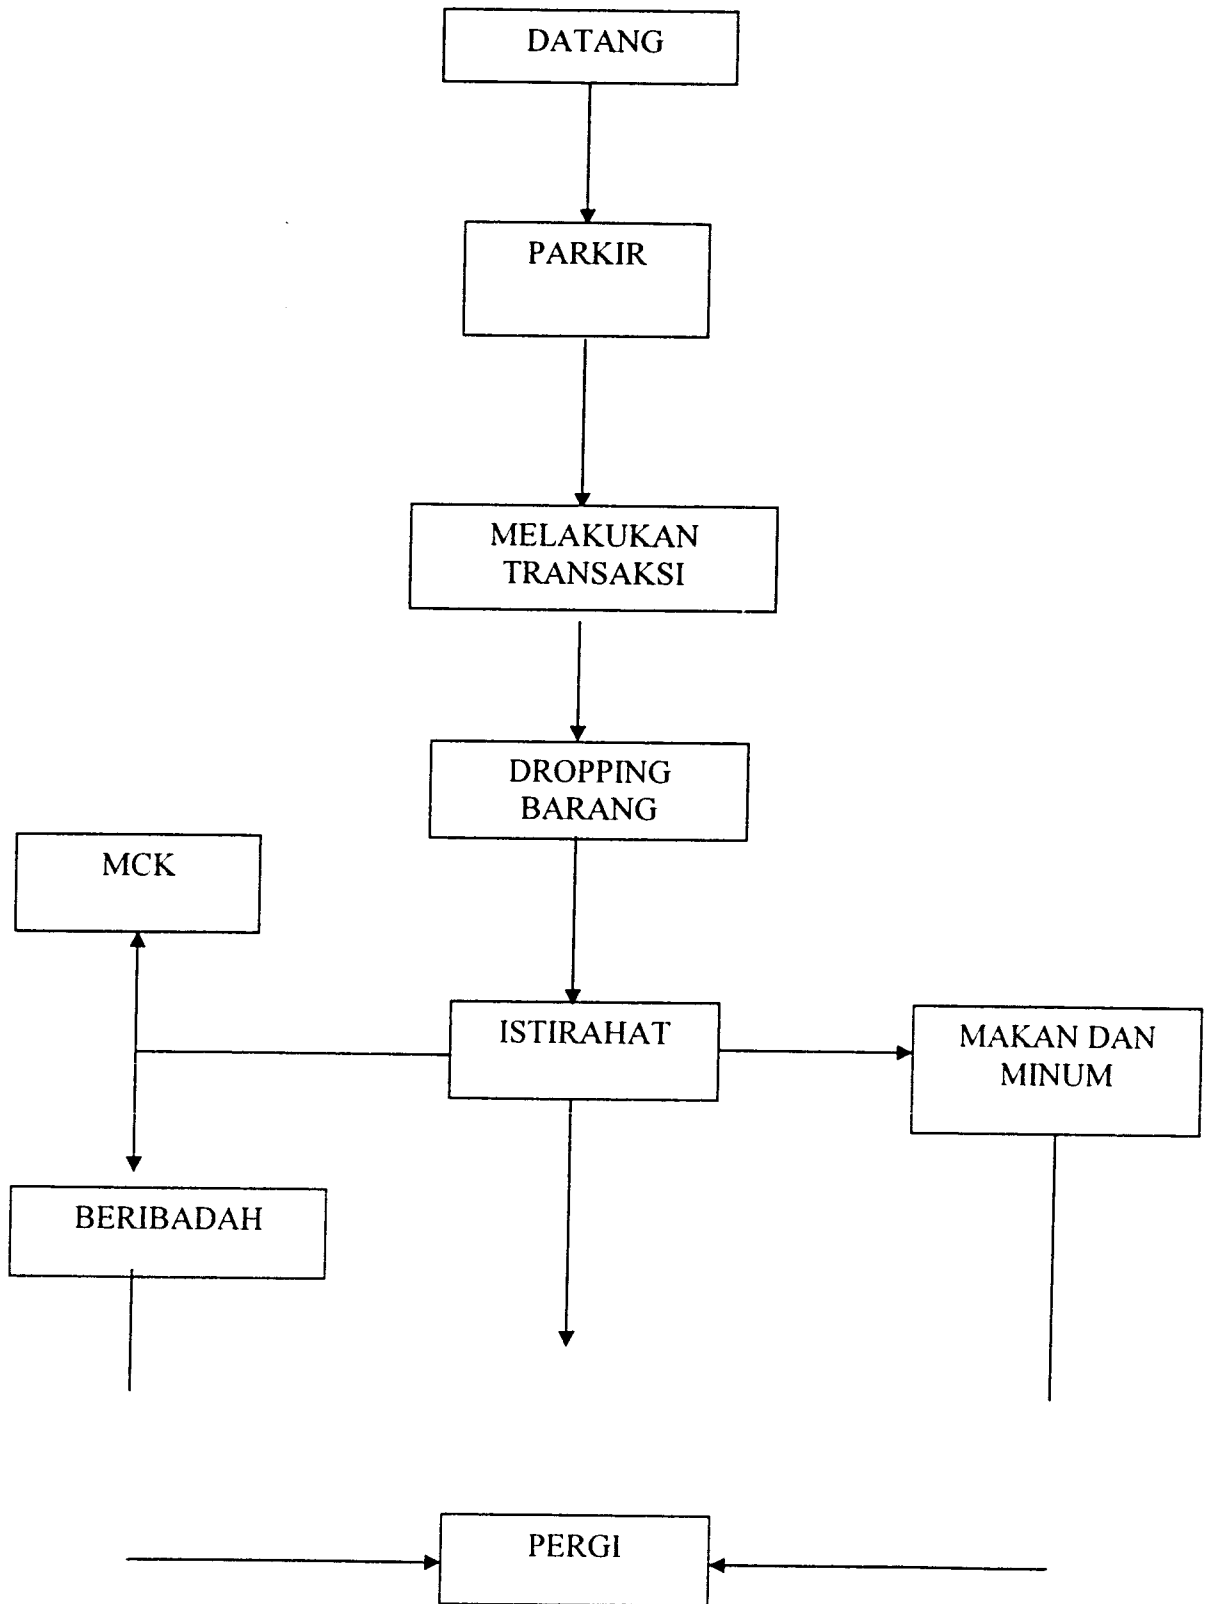 DATANG
PARKIR
MELAKUKAN
TRANSAKSI
DROPPING
BARANG
MCK
ISTIRAHAT
MAKAN DAN
MINUM
BERIBADAH
PERGI